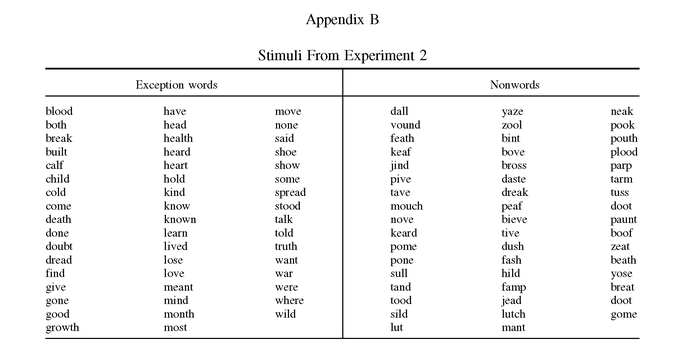 Appendix B
Stimuli From Experiment 2
Exception words Nonwords
blood have move dall yaze neak
both head none vound zool pook
break health said feath bint pouth
built heard shoe keaf bove plood
calf heart show jind bross parp
child hold some pive daste tarm
cold kind spread tave dreak tuss
come know stood mouch peaf doot
death known talk nove bieve paunt
done learn told keard tive boof
doubt lived truth pome dush zeat
dread lose want pone fash beath
find love war sull hild yose
give meant were tand famp breat
gone mind where tood jead doot
good month wild sild lutch gome
growth most lut mant